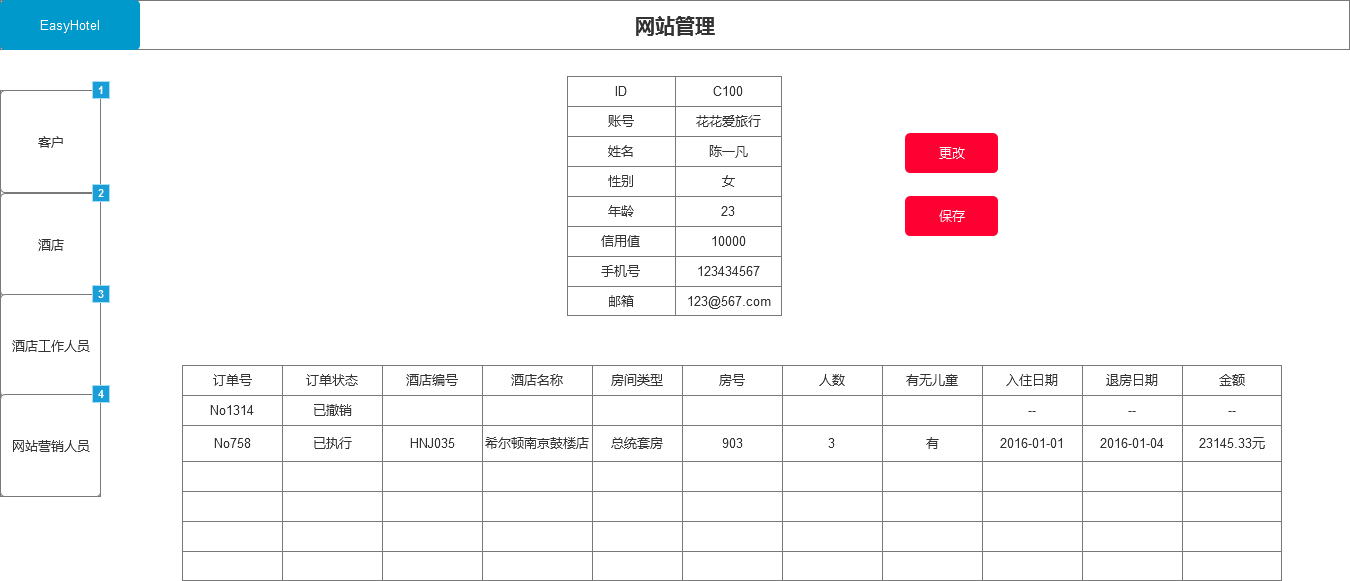 EasyHotel
网站管理
1
客户
2
酒店
3
酒店工作人员
4
网站营销人员
ID C100
账号 花花爱旅行
姓名 陈一凡
性别 女
年龄 23
信用值 10000
手机号 123434567
邮箱 123@567.com
更改
保存
订单号 订单状态 酒店编号 酒店名称 房间类型 房号 人数 有无儿童 入住日期 退房日期 金额
No1314 已撤销 -- -- --
No758 已执行 HNJ035 希尔顿南京鼓楼店 总统套房 903 3 有 2016-01-01 2016-01-04 23145.33元